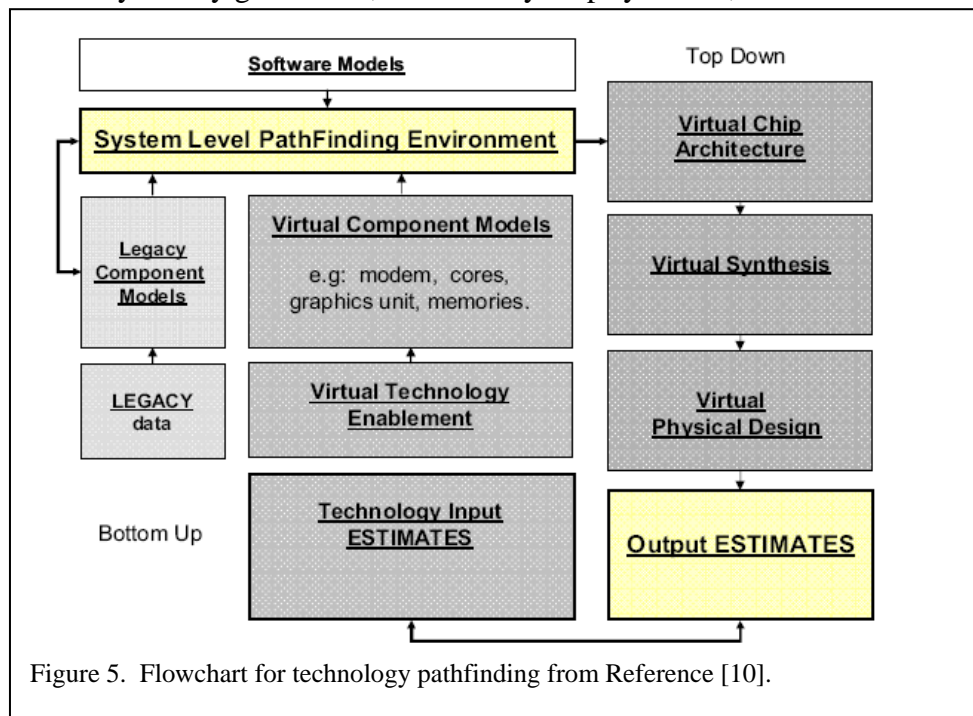 Software Models
Top Down
System Level PathFinding Environment
Virtual Chip
Architecture
Legacy
Component
Models
Virtual Component Models
e.g: modem, cores,
graphics unit, memories.
Virtual Synthesis
LEGACY
data
Virtual Technology
Enablement
Virtual
Physical Design
Bottom Up
Technology Input
ESTIMATES
Output ESTIMATES
Figure 5. Flowchart for technology pathfinding from Reference [10].